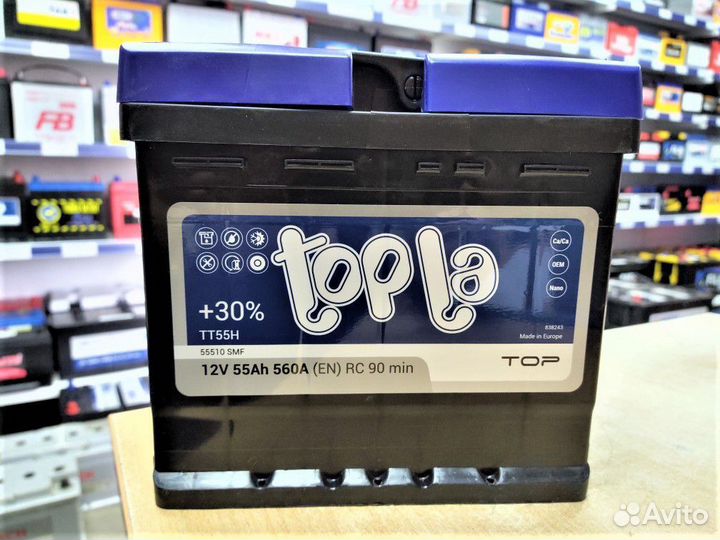 FB
topla
+30%
TT55H
55510 SMF
12V 55Ah 560A (EN) RC 90 min
Ca/Ca
OEM
Nano
838243
Made in Europe
TOP
Avito